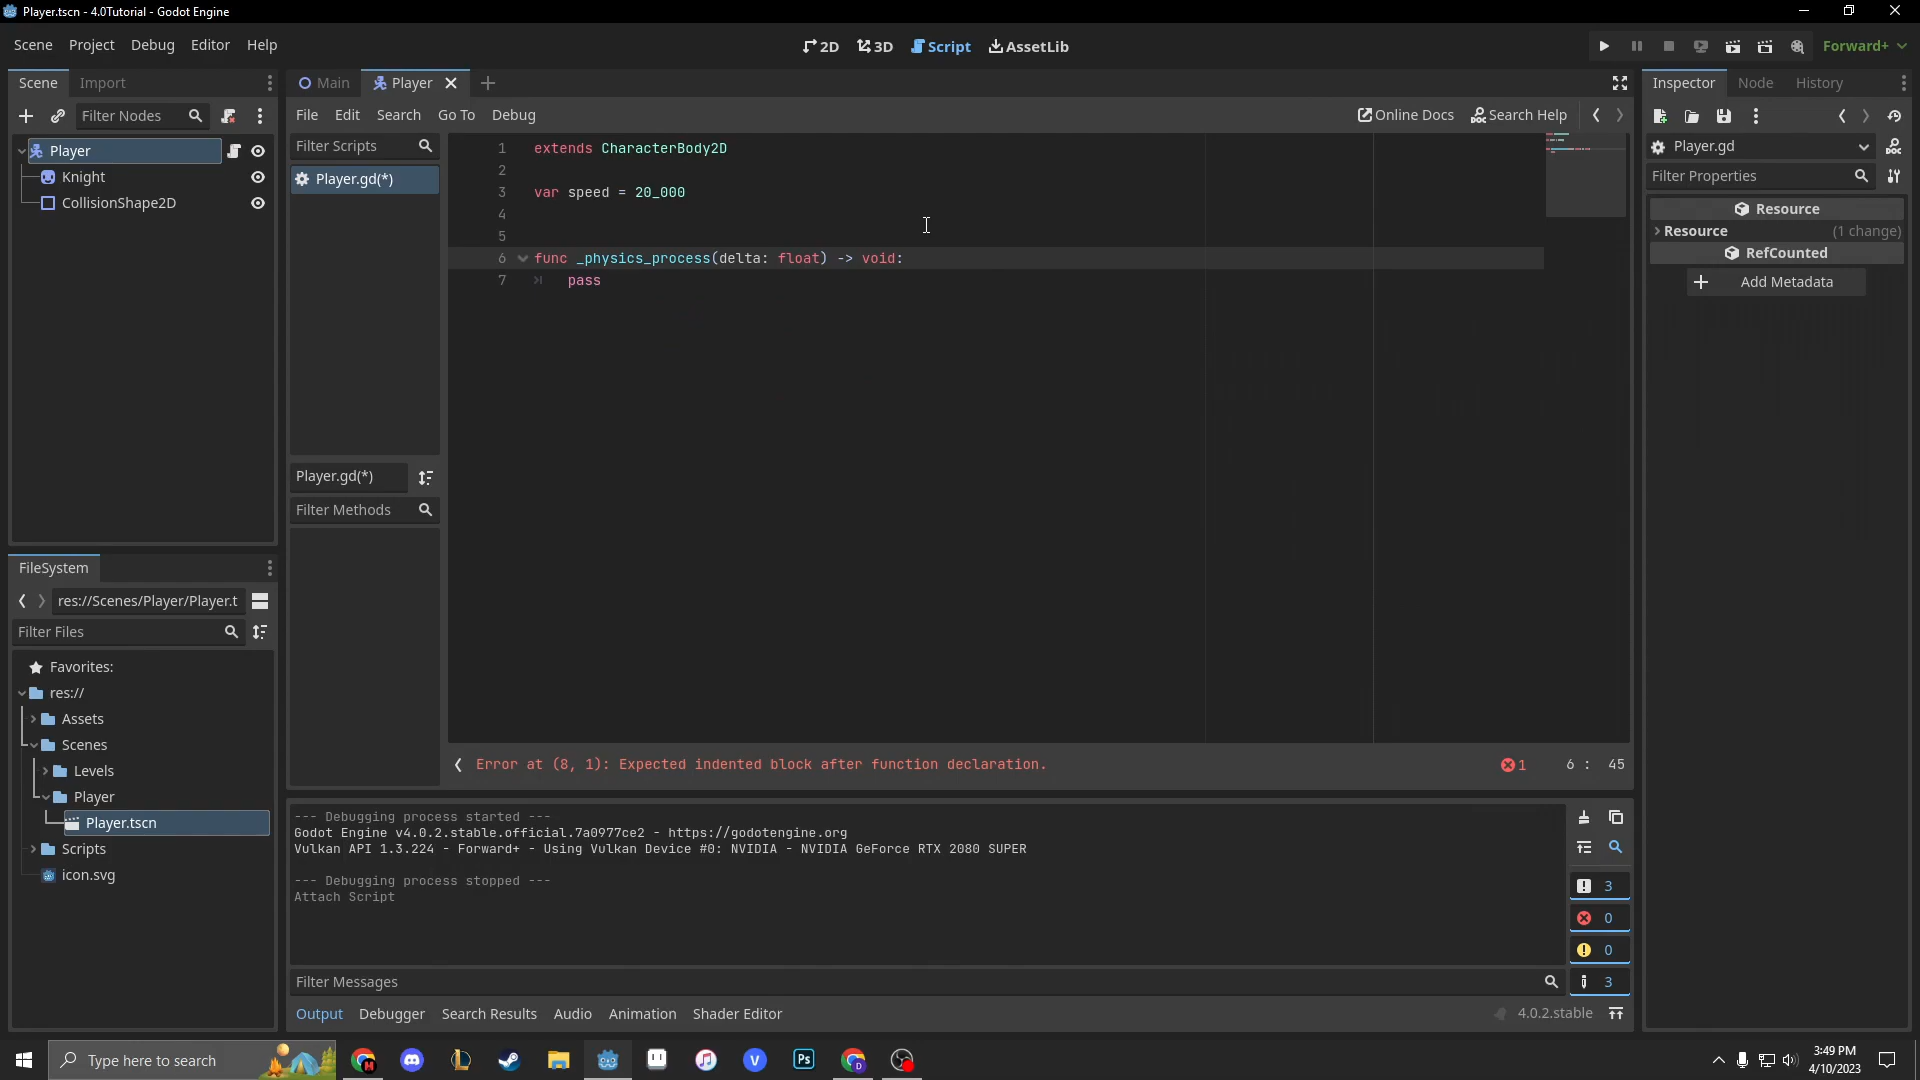 Player.tscn - 4.0Tutorial - Godot Engine
Scene Project Debug Editor Help
2D 3D Script AssetLib
Forward+
Scene Import
Filter Nodes
Player
Knight
CollisionShape2D
FileSystem
res://Scenes/Player/Player.t
Filter Files
Favorites:
res://
Assets
Scenes
Levels
Player
Player.tscn
Scripts
icon.svg
Main Player
File Edit Search Go To Debug
Online Docs Search Help
Filter Scripts
Player.gd(*)
Player.gd(*)
Filter Methods
1 extends CharacterBody2D
2
3 var speed = 20_000
4
5
6 func _physics_process(delta: float) -> void:
7 pass
Error at (8, 1): Expected indented block after function declaration.
1 6 : 45
--- Debugging process started ---
Godot Engine v4.0.2.stable.official.7a0977ce2 - https://godotengine.org
Vulkan API 1.3.224 - Forward+ - Using Vulkan Device #0: NVIDIA - NVIDIA GeForce RTX 2080 SUPER
--- Debugging process stopped ---
Attach Script
3
0
0
3
Filter Messages
Output Debugger Search Results Audio Animation Shader Editor
4.0.2.stable
Inspector Node History
Player.gd
Filter Properties
Resource
Resource (1 change)
RefCounted
Add Metadata
Type here to search
3:49 PM
4/10/2023